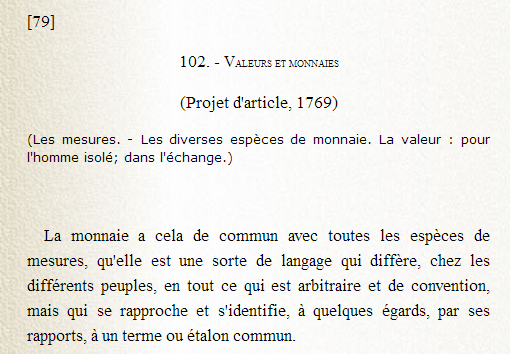 [79]
102. - VALEURS ET MONNAIES
(Projet d'article, 1769)
(Les mesures. - Les diverses espèces de monnaie. La valeur : pour
l'homme isolé; dans l'échange.)
La monnaie a cela de commun avec toutes les espèces de
mesures, qu'elle est une sorte de langage qui diffère, chez les
différents peuples, en tout ce qui est arbitraire et de convention,
mais qui se rapproche et s'identifie, à quelques égards, par ses
rapports, à un terme ou étalon commun.